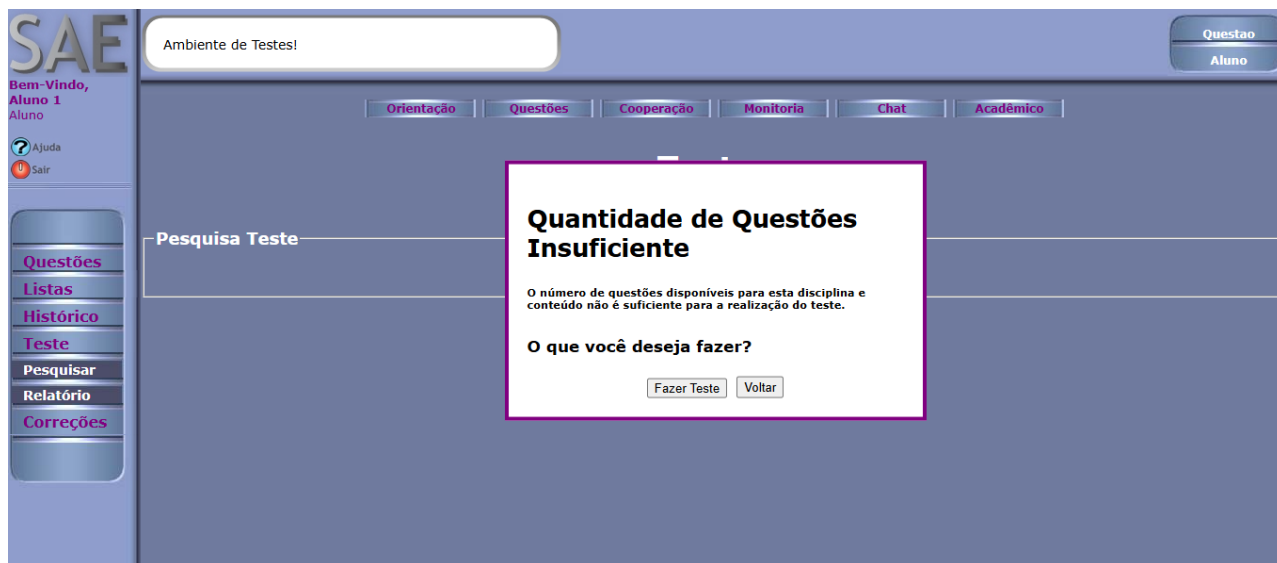 SAE
Bem-Vindo,
Aluno 1
Aluno
Ajuda
Sair
Ambiente de Testes!
Questao
Aluno
Orientação
Questões
Cooperação
Monitoria
Chat
Acadêmico
Questões
Listas
Histórico
Teste
Pesquisar
Relatório
Correções
Pesquisa Teste
Quantidade de Questões
Insuficiente
O número de questões disponíveis para esta disciplina e
conteúdo não é suficiente para a realização do teste.
O que você deseja fazer?
Fazer Teste
Voltar